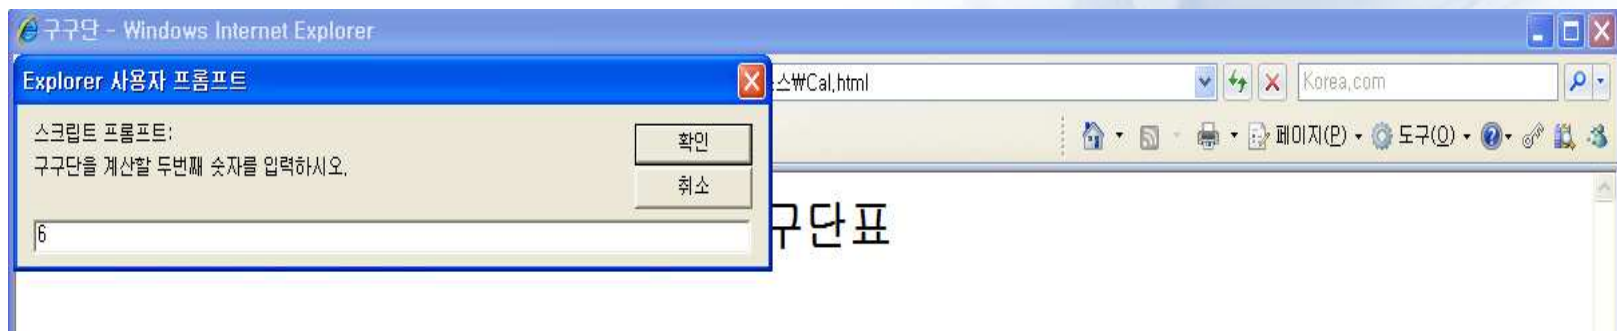 구구단 - Windows Internet Explorer
Explorer 사용자 프롬프트
스₩Cal.html
Korea.com
스크립트 프롬프트:
구구단을 계산할 두번째 숫자를 입력하시오.
확인
취소
페이지(P)
도구(O)
6
구단표